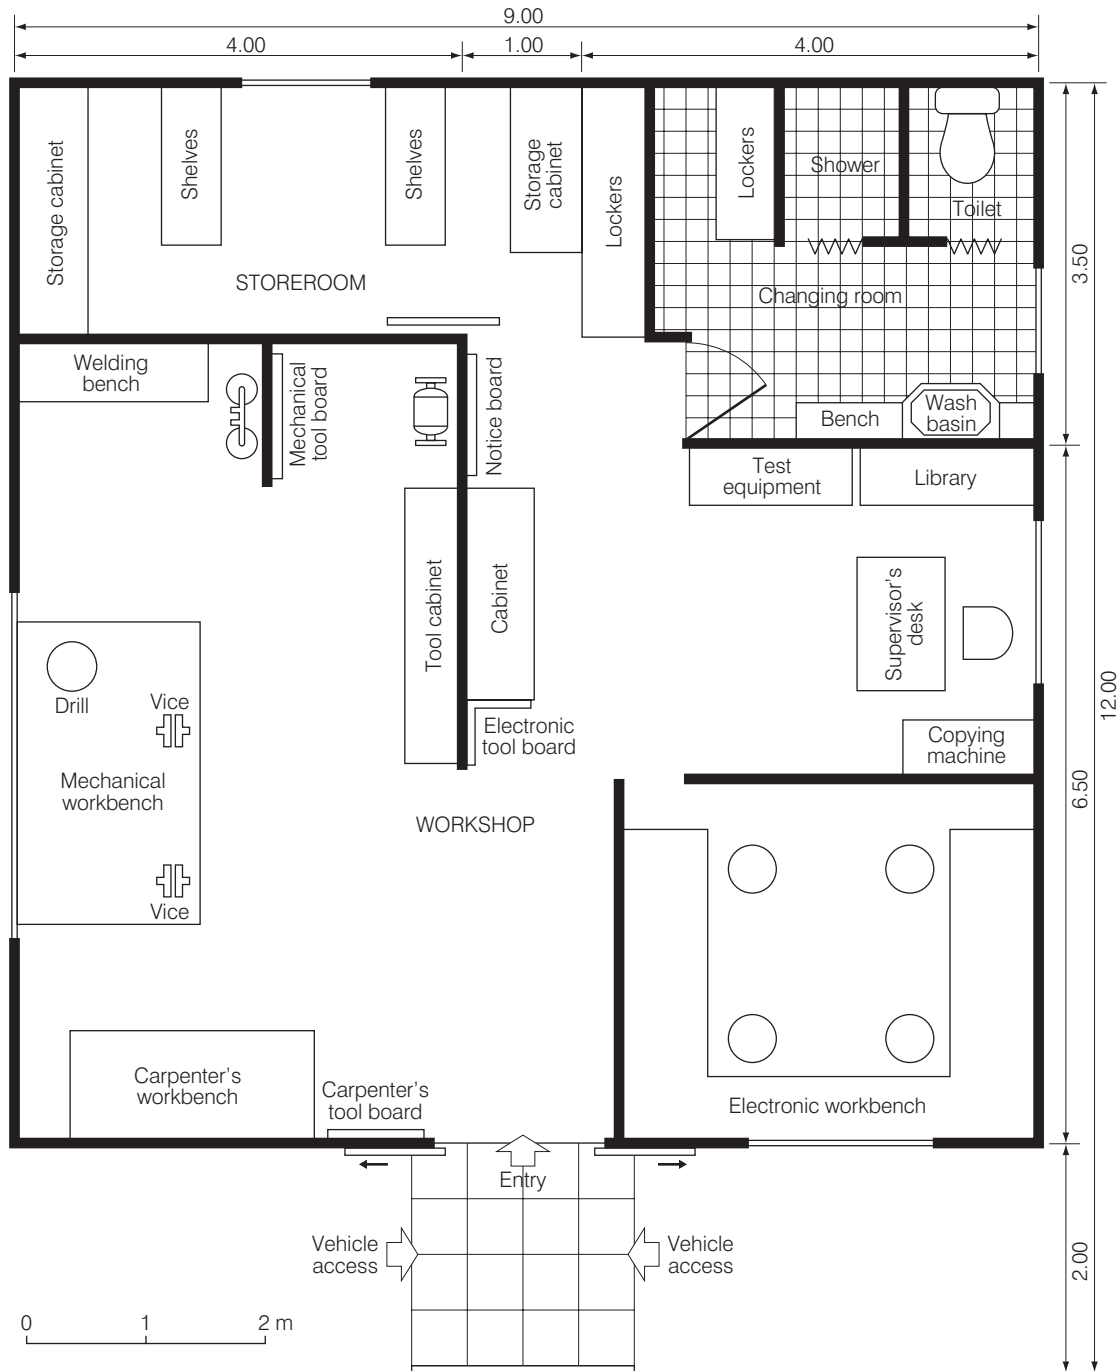 9.00
4.00
1.00
4.00
Storage cabinet
Shelves
Shelves
Storage
cabinet
Lockers
Lockers
Shower
Toilet
STOREROOM
Changing room
3.50
Welding
bench
Mechanical
tool board
Notice board
Bench
Wash
basin
Test
equipment
Library
Tool cabinet
Cabinet
Supervisor's
desk
Drill
Vice
Electronic
tool board
Copying
machine
12.00
Mechanical
workbench
WORKSHOP
6.50
Vice
Carpenter's
workbench
Carpenter's
tool board
Electronic workbench
Entry
Vehicle
access
Vehicle
access
2.00
0 1 2 m